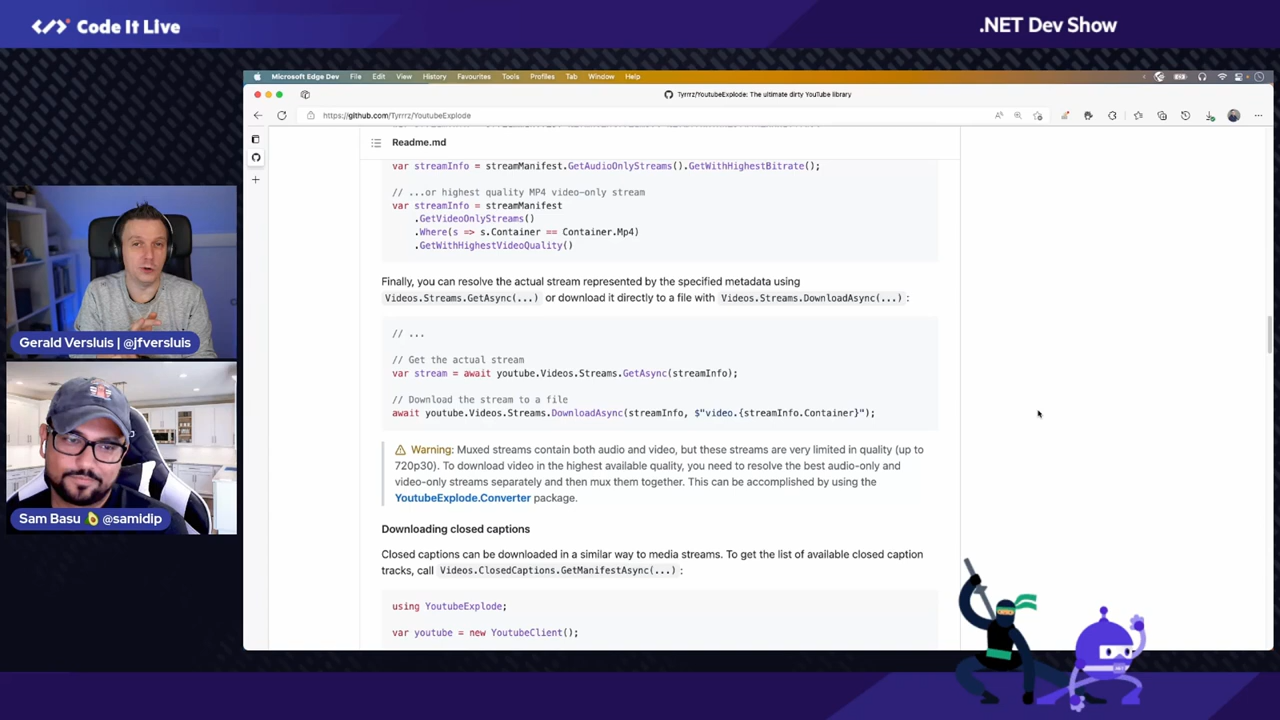 Code It Live
.NET Dev Show
Microsoft Edge Dev File Edit View History Favourites Tools Profiles Tab Window Help
Tyrrrz/YoutubeExplode: The ultimate dirty YouTube library
https://github.com/Tyrrrz/YoutubeExplode
Readme.md
var streamInfo = streamManifest.GetAudioOnlyStreams().GetWithHighestBitrate();
// ...or highest quality MP4 video-only stream
var streamInfo = streamManifest
.GetVideoOnlyStreams()
.Where(s => s.Container == Container.Mp4)
.GetWithHighestVideoQuality()
Finally, you can resolve the actual stream represented by the specified metadata using
Videos.Streams.GetAsync(...) or download it directly to a file with Videos.Streams.DownloadAsync(...) :
// ...
// Get the actual stream
var stream = await youtube.Videos.Streams.GetAsync(streamInfo);
// Download the stream to a file
await youtube.Videos.Streams.DownloadAsync(streamInfo, $"video.{streamInfo.Container}");
Warning: Muxed streams contain both audio and video, but these streams are very limited in quality (up to
720p30). To download video in the highest available quality, you need to resolve the best audio-only and
video-only streams separately and then mux them together. This can be accomplished by using the
YoutubeExplode.Converter package.
Downloading closed captions
Closed captions can be downloaded in a similar way to media streams. To get the list of available closed caption
tracks, call Videos.ClosedCaptions.GetManifestAsync(...) :
using YoutubeExplode;
var youtube = new YoutubeClient();
Gerald Versluis | @jfversluis
Sam Basu 🥑 @samidip